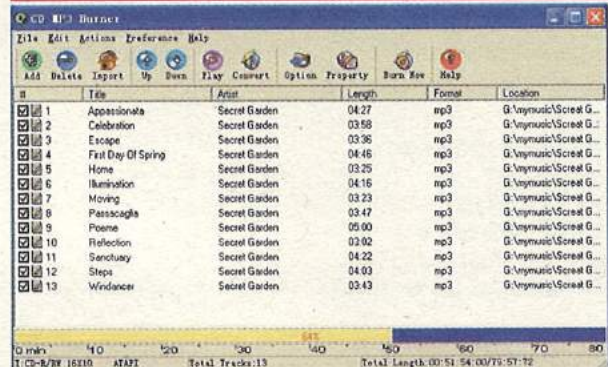 CD MP3 Burner
File Edit Actions Preference Help
Add Delete Import Up Down Play Convert Option Property Burn Now Help
# Title Artist Length Format Location
1 Appassionata Secret Garden 04:27 mp3 G:\mymusic\Screat G...
2 Celebration Secret Garden 03:58 mp3 G:\mymusic\Screat G...
3 Escape Secret Garden 03:36 mp3 G:\mymusic\Screat G...
4 First Day Of Spring Secret Garden 04:46 mp3 G:\mymusic\Screat G...
5 Home Secret Garden 03:25 mp3 G:\mymusic\Screat G...
6 Illumination Secret Garden 04:16 mp3 G:\mymusic\Screat G...
7 Moving Secret Garden 03:23 mp3 G:\mymusic\Screat G...
8 Passacaglia Secret Garden 03:47 mp3 G:\mymusic\Screat G...
9 Poeme Secret Garden 05:00 mp3 G:\mymusic\Screat G...
10 Reflection Secret Garden 03:02 mp3 G:\mymusic\Screat G...
11 Sanctuary Secret Garden 04:22 mp3 G:\mymusic\Screat G...
12 Steps Secret Garden 04:03 mp3 G:\mymusic\Screat G...
13 Windancer Secret Garden 03:43 mp3 G:\mymusic\Screat G...
64%
0 min 10 20 30 40 50 60 70 80
I:CD-R/RW 16X10 ATAPI Total Tracks:13 Total Length:00:51:54:00/79:57:72